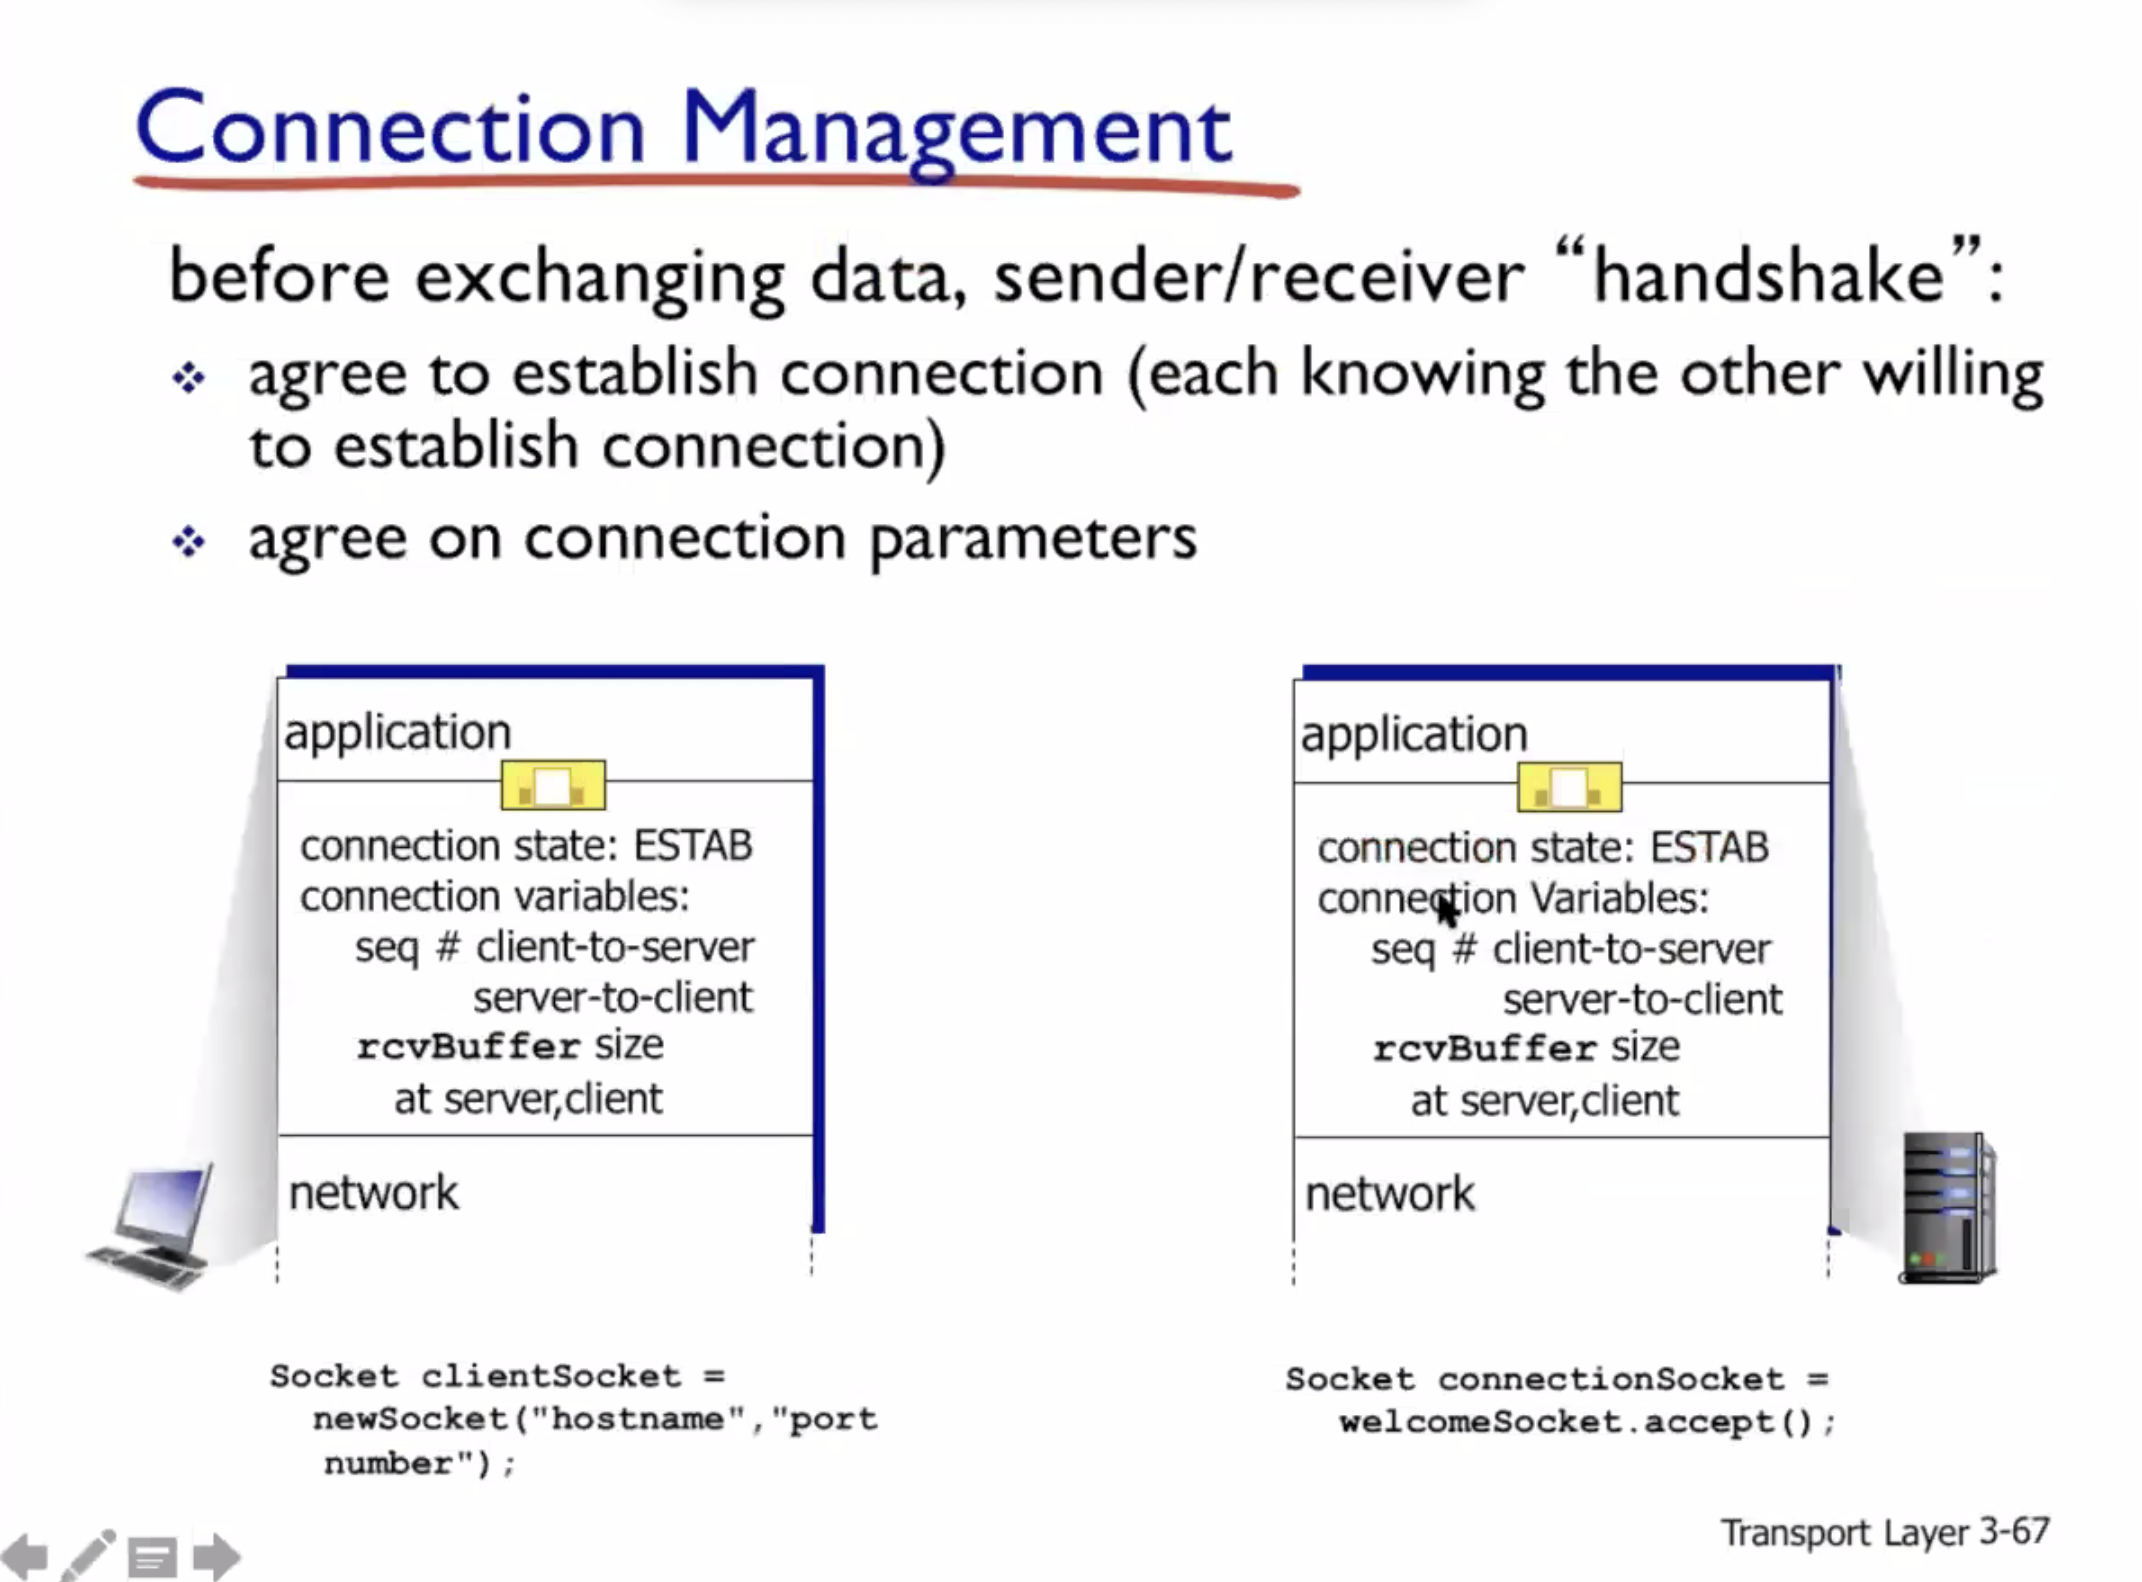 Connection Management
before exchanging data, sender/receiver “handshake”:
agree to establish connection (each knowing the other willing
to establish connection)
agree on connection parameters
application
connection state: ESTAB
connection variables:
seq # client-to-server
server-to-client
rcvBuffer size
at server,client
network
application
connection state: ESTAB
connection Variables:
seq # client-to-server
server-to-client
rcvBuffer size
at server,client
network
Socket clientSocket =
newSocket("hostname","port
number");
Socket connectionSocket =
welcomeSocket.accept();
Transport Layer 3-67